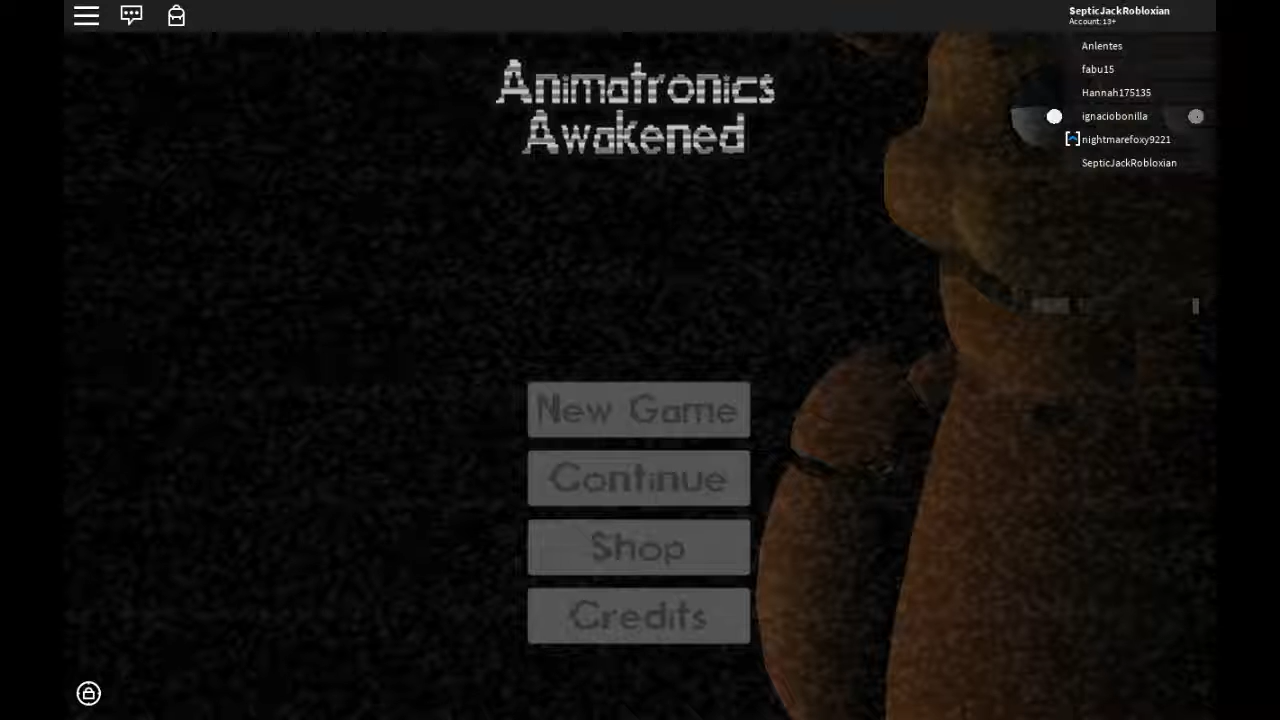 SepticJackRobloxian
Account: 13+
Anlentes
fabu15
Hannah175135
ignaciobonilla
nightmarefoxy9221
SepticJackRobloxian
Animatronics
Awakened
New Game
Continue
Shop
Credits